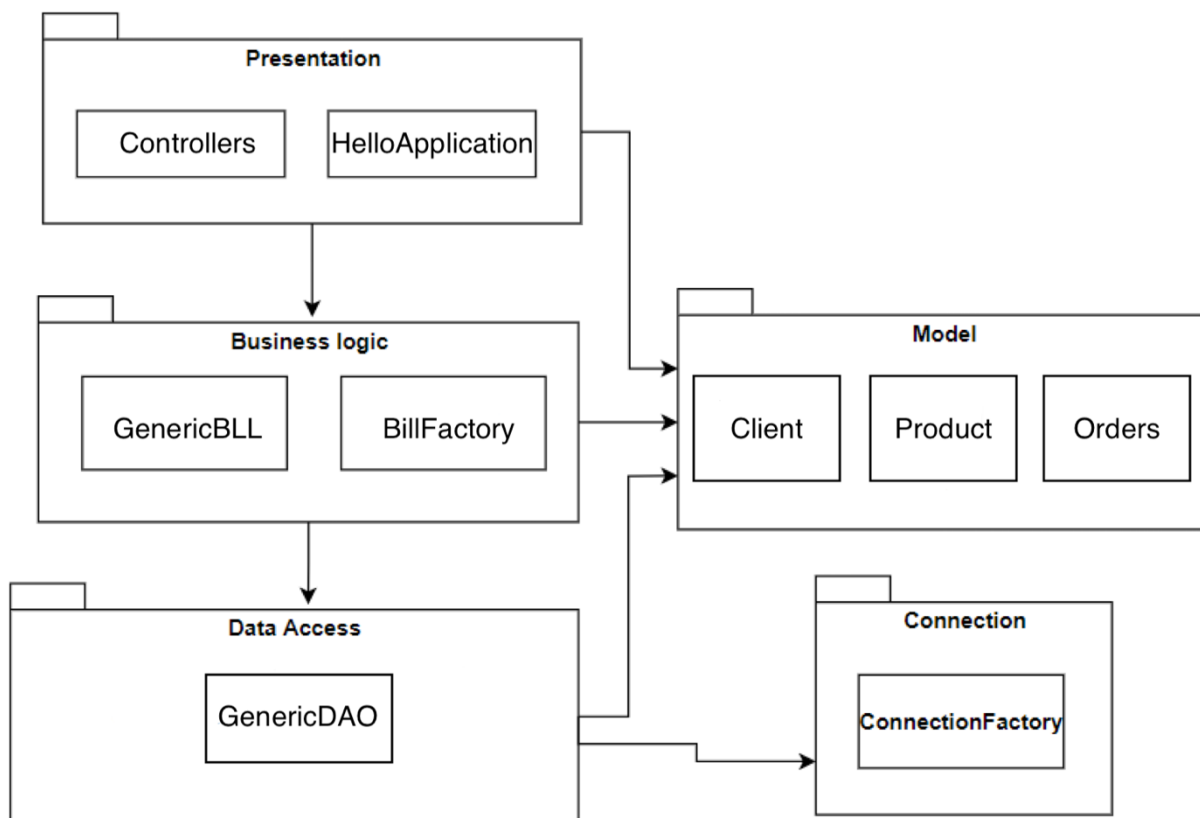 Presentation
Controllers
HelloApplication
Business logic
GenericBLL
BillFactory
Model
Client
Product
Orders
Data Access
GenericDAO
Connection
ConnectionFactory